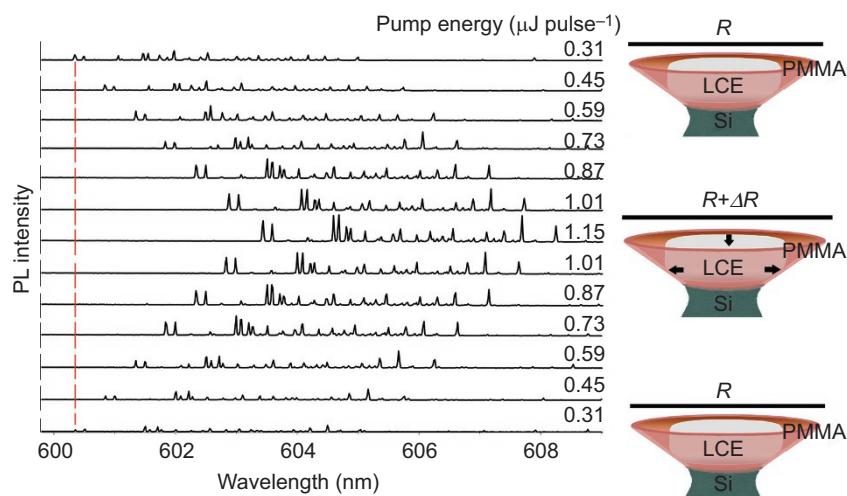 Pump energy (μJ pulse⁻¹)
0.31
0.45
0.59
0.73
0.87
1.01
1.15
1.01
0.87
0.73
0.59
0.45
0.31
PL intensity
600 602 604 606 608
Wavelength (nm)
R
PMMA
LCE
Si
R+ΔR
PMMA
LCE
Si
R
PMMA
LCE
Si